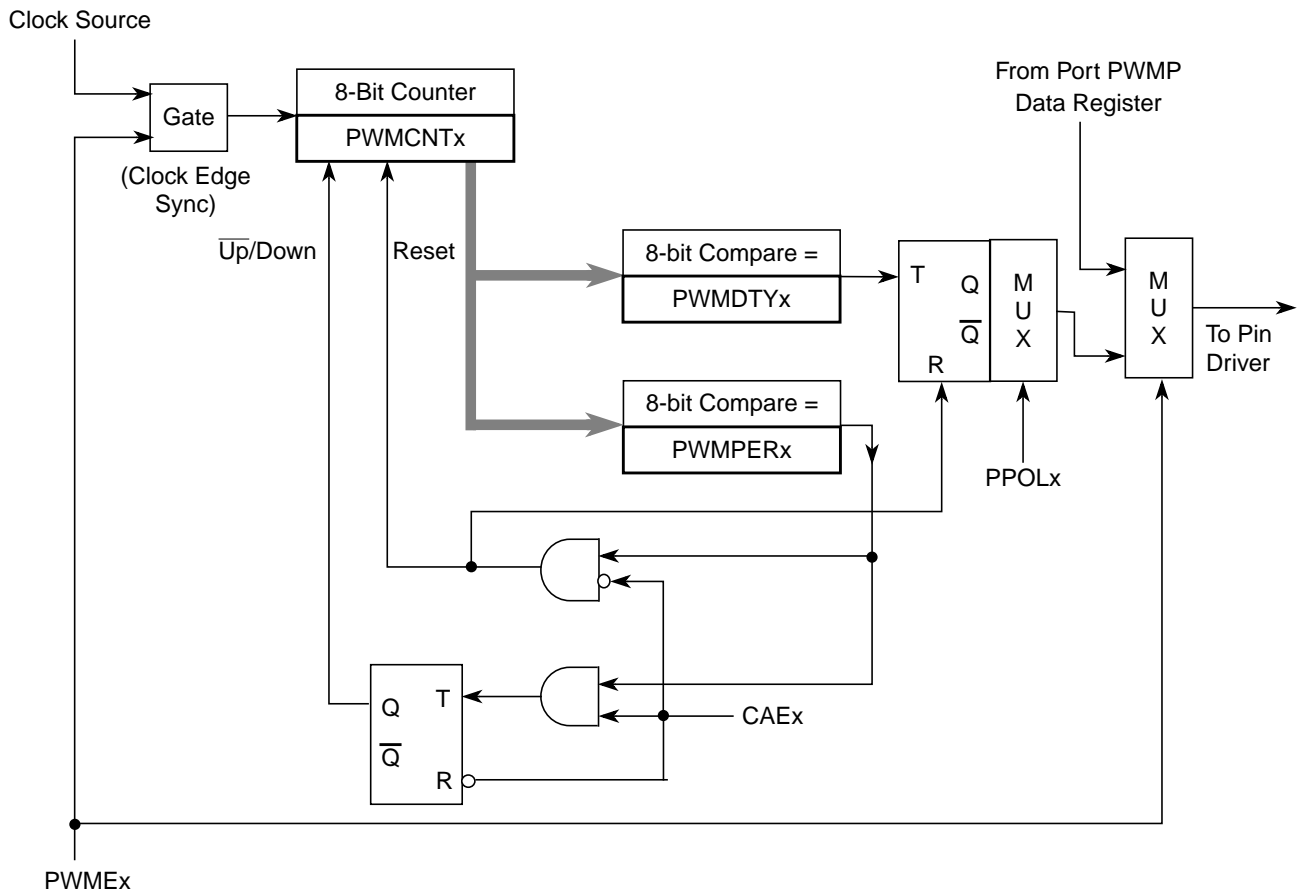 Clock Source
Gate
(Clock Edge
Sync)
8-Bit Counter
PWMCNTx
U̅p̅/Down
Reset
8-bit Compare =
PWMDTYx
8-bit Compare =
PWMPERx
T
Q
Q̅
R
M
U
X
PPOLx
From Port PWMP
Data Register
M
U
X
To Pin
Driver
Q
T
Q̅
R
CAEx
PWMEx